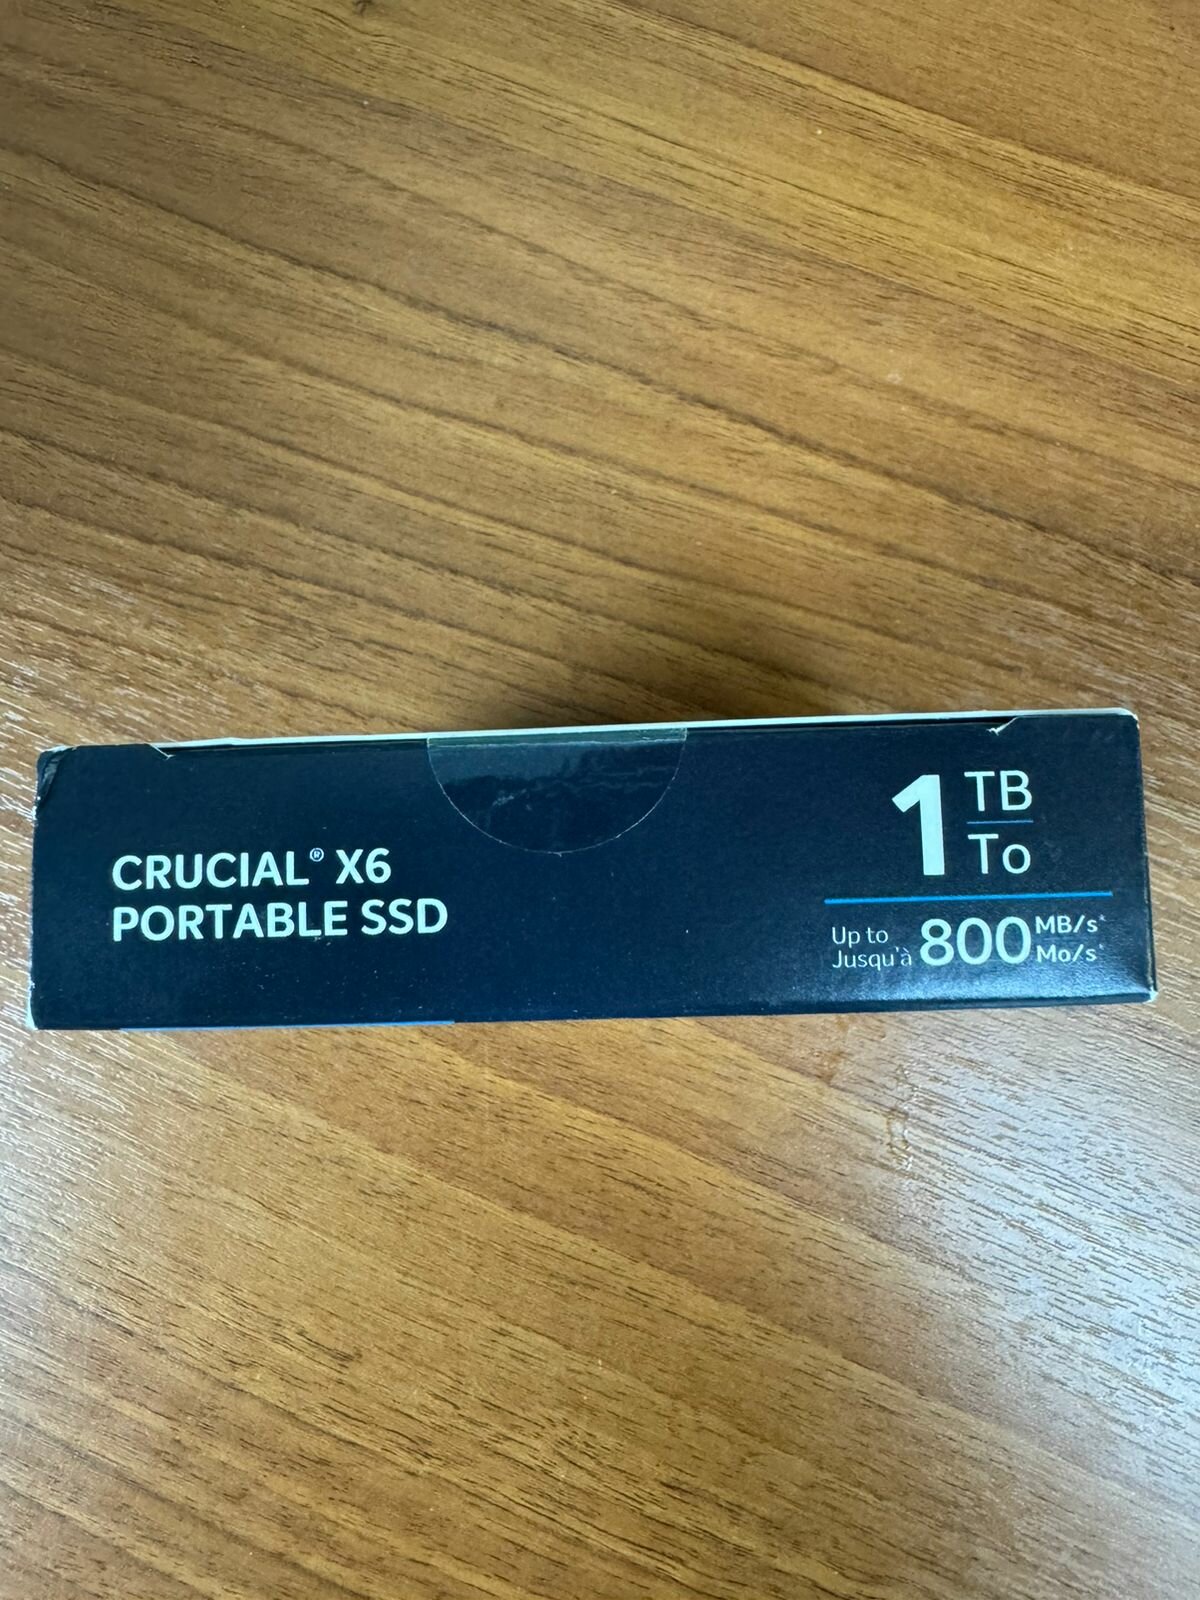 CRUCIAL® X6
PORTABLE SSD
1 TB
To
Up to
Jusqu'à
800 MB/s*
Mo/s*